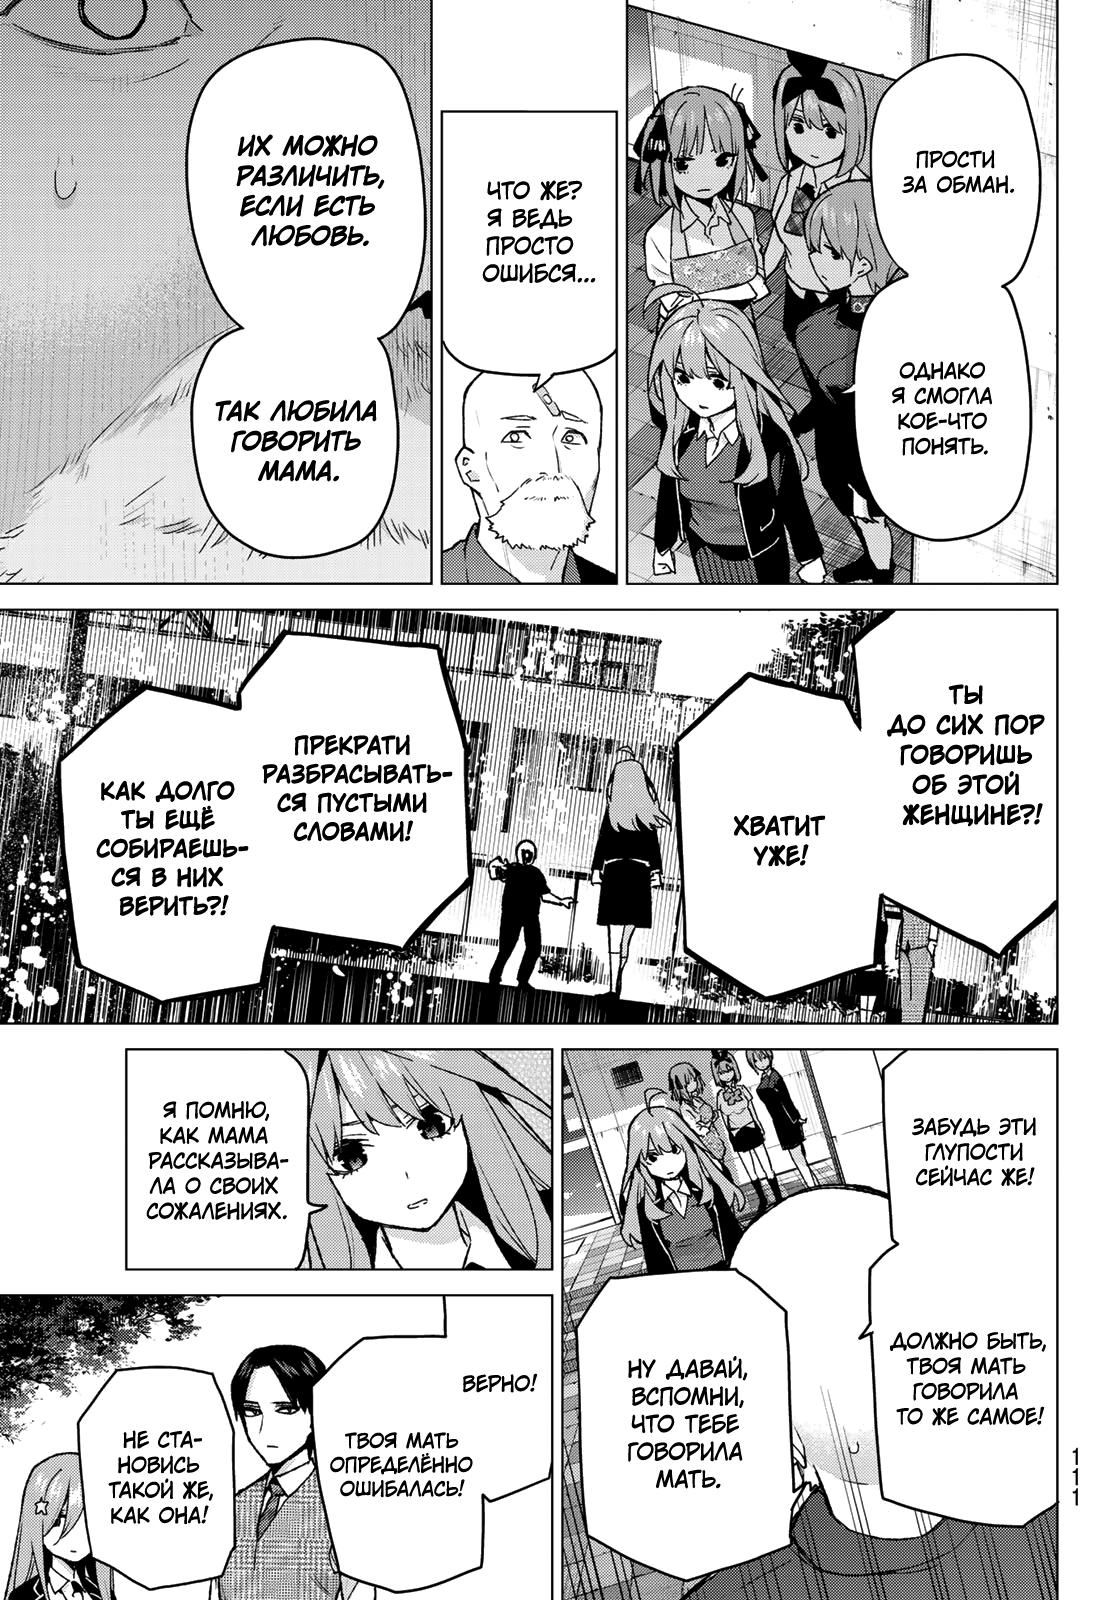 ПРОСТИ
ЗА ОБМАН.
ОДНАКО
Я СМОГЛА
КОЕ-ЧТО
ПОНЯТЬ.
ЧТО ЖЕ?
Я ВЕДЬ
ПРОСТО
ОШИБСЯ...
ИХ МОЖНО
РАЗЛИЧИТЬ,
ЕСЛИ ЕСТЬ
ЛЮБОВЬ.
ТАК ЛЮБИЛА
ГОВОРИТЬ
МАМА.
ТЫ
ДО СИХ ПОР
ГОВОРИШЬ
ОБ ЭТОЙ
ЖЕНЩИНЕ?!
ХВАТИТ
УЖЕ!
ПРЕКРАТИ
РАЗБРАСЫВАТЬ-
СЯ ПУСТЫМИ
СЛОВАМИ!
КАК ДОЛГО
ТЫ ЕЩЁ
СОБИРАЕШЬ-
СЯ В НИХ
ВЕРИТЬ?!
ЗАБУДЬ ЭТИ
ГЛУПОСТИ
СЕЙЧАС ЖЕ!
ДОЛЖНО БЫТЬ,
ТВОЯ МАТЬ
ГОВОРИЛА
ТО ЖЕ САМОЕ!
НУ ДАВАЙ,
ВСПОМНИ,
ЧТО ТЕБЕ
ГОВОРИЛА
МАТЬ.
Я ПОМНЮ,
КАК МАМА
РАССКАЗЫВА-
ЛА О СВОИХ
СОЖАЛЕНИЯХ.
ВЕРНО!
ТВОЯ МАТЬ
ОПРЕДЕЛЁННО
ОШИБАЛАСЬ!
НЕ СТА-
НОВИСЬ
ТАКОЙ ЖЕ,
КАК ОНА!
111